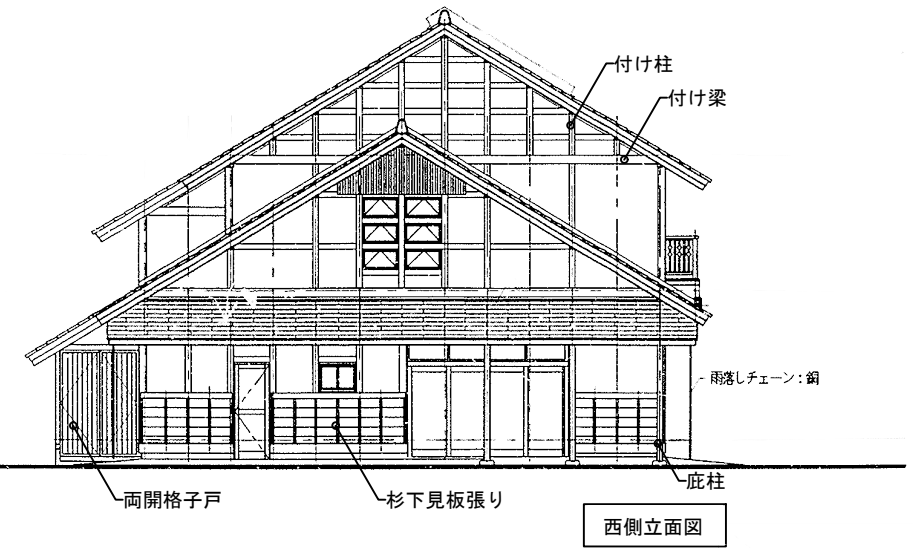 付け柱
付け梁
雨落しチェーン：銅
両開格子戸
杉下見板張り
庇柱
西側立面図